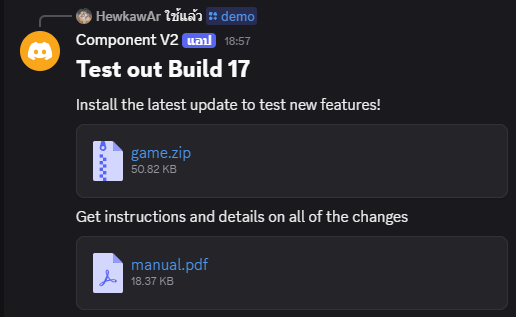 HewkawAr ใช้แล้ว demo
Component V2 แอป 18:57
Test out Build 17
Install the latest update to test new features!
game.zip
50.82 KB
Get instructions and details on all of the changes
manual.pdf
18.37 KB